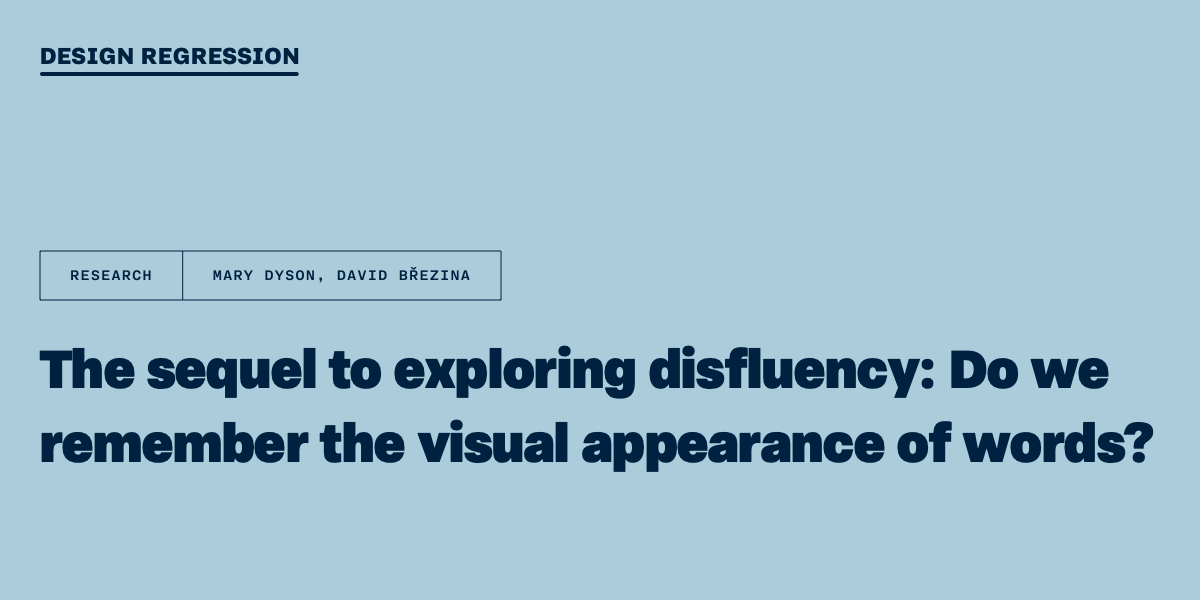 DESIGN REGRESSION
RESEARCH
MARY DYSON, DAVID BŘEZINA
The sequel to exploring disfluency: Do we
remember the visual appearance of words?